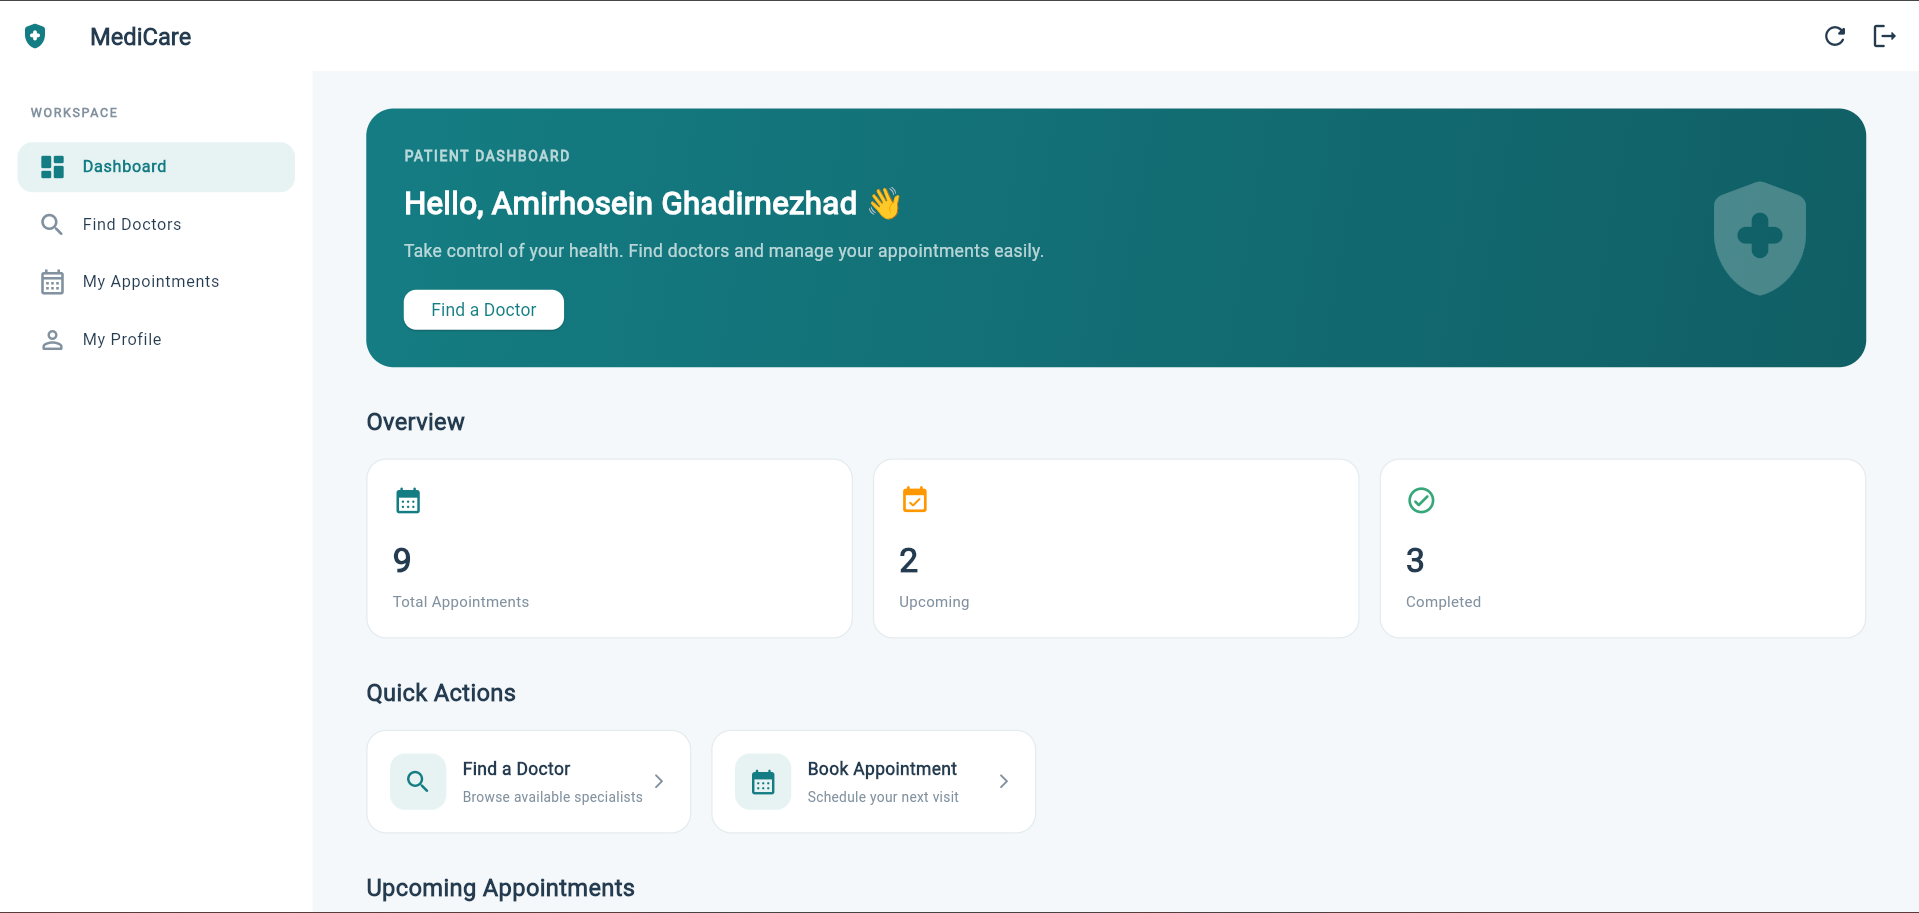 MediCare
WORKSPACE
Dashboard
Find Doctors
My Appointments
My Profile
PATIENT DASHBOARD
Hello, Amirhosein Ghadirnezhad 👋
Take control of your health. Find doctors and manage your appointments easily.
Find a Doctor
Overview
9
Total Appointments
2
Upcoming
3
Completed
Quick Actions
Find a Doctor
Browse available specialists
Book Appointment
Schedule your next visit
Upcoming Appointments